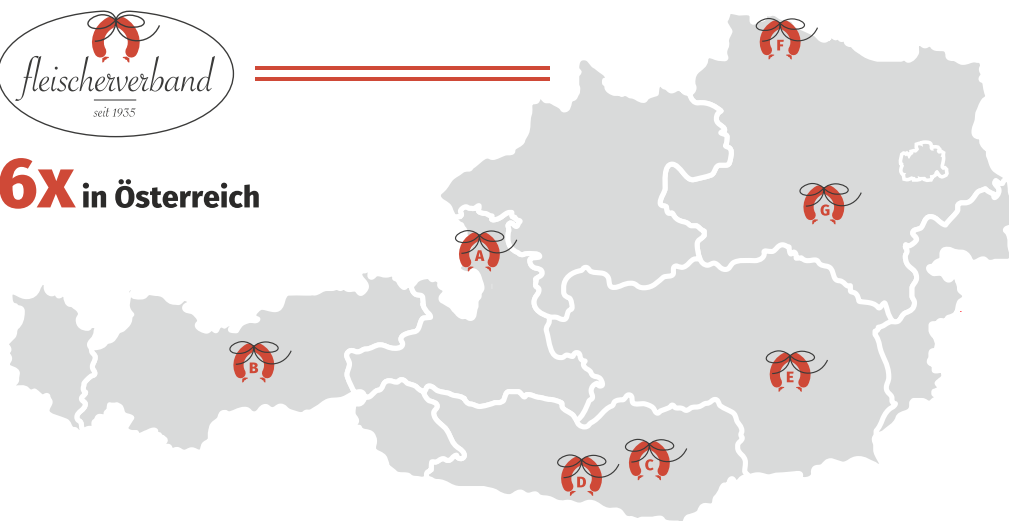 fleischerverband
seit 1935
6x in Österreich
F
G
A
B
E
C
D